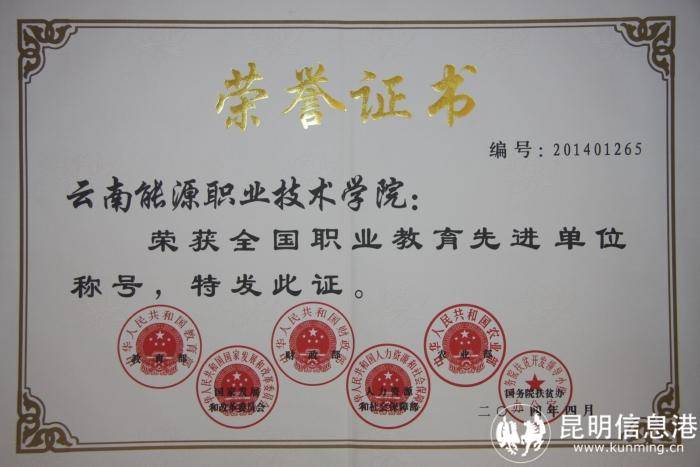 荣誉证书
编号:201401265
云南能源职业技术学院：
荣获全国职业教育先进单位
称号，特发此证。
中华人民共和国教育部
教育部
中华人民共和国国家发展和改革委员会
国家发展
和改革委员会
中华人民共和国财政部
财政部
中华人民共和国人力资源和社会保障部
人力资源
和社会保障部
中华人民共和国农业部
农业部
国务院扶贫开发领导小组
国务院扶贫办
二〇一四年四月
昆明信息港
www.kunming.cn